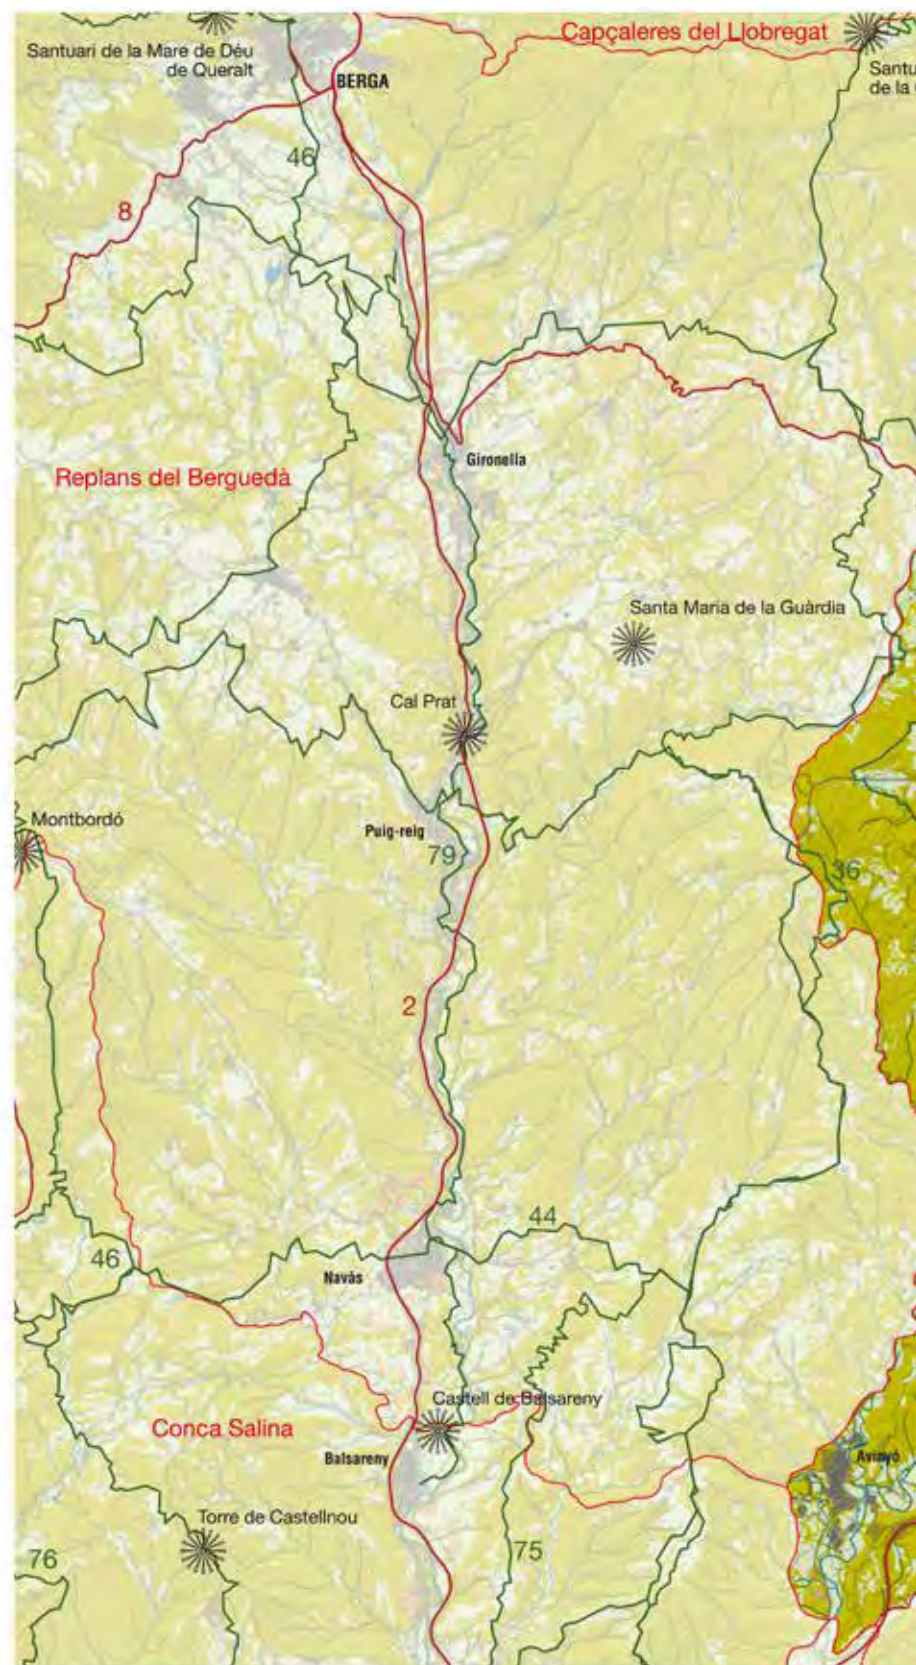 Capçaleres del Llobregat
Santuari de la Mare de Déu
de Queralt
BERGA
46
8
Gironella
Replans del Berguedà
Santa Maria de la Guàrdia
Cal Prat
Montbordó
Puig-reig
79
36
2
44
46
Navàs
Castell de Balsareny
Conca Salina
Balsareny
Avinyó
Torre de Castellnou
76
75